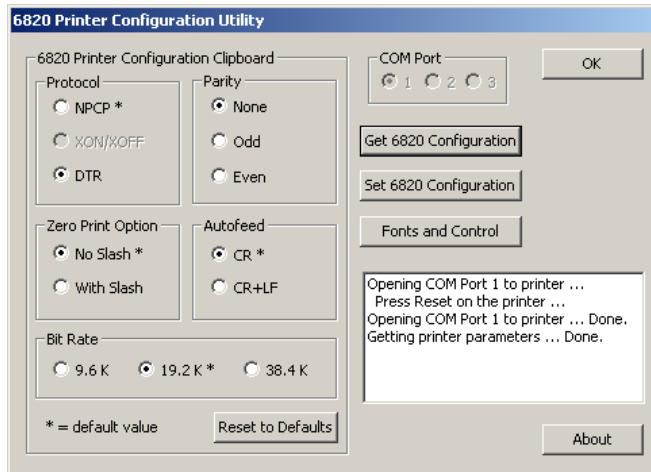 6820 Printer Configuration Utility
6820 Printer Configuration Clipboard
Protocol
NPCP *
XON/XOFF
DTR
Parity
None
Odd
Even
Zero Print Option
No Slash *
With Slash
Autofeed
CR *
CR+LF
Bit Rate
9.6 K 19.2 K * 38.4 K
* = default value
Reset to Defaults
COM Port
1 2 3
OK
Get 6820 Configuration
Set 6820 Configuration
Fonts and Control
Opening COM Port 1 to printer ...
Press Reset on the printer ...
Opening COM Port 1 to printer ... Done.
Getting printer parameters ... Done.
About